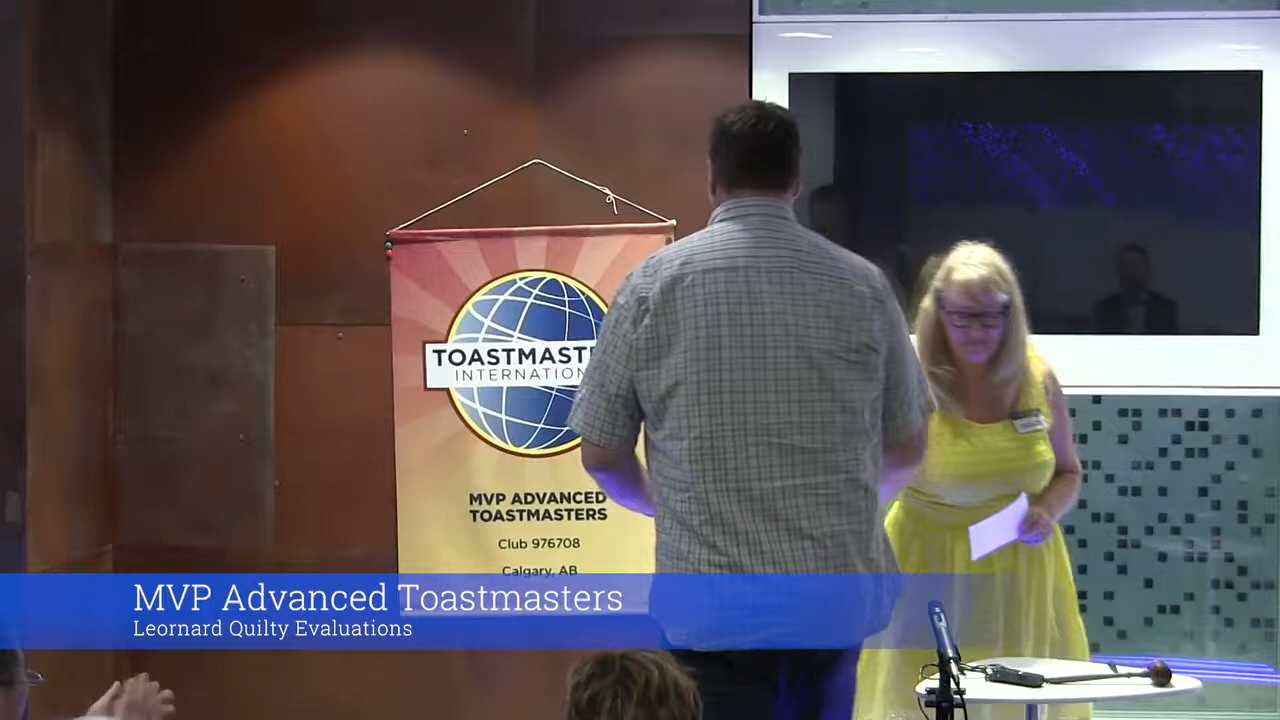 TOASTMAST
INTERNATION
MVP ADVANCED
TOASTMASTERS
Club 976708
Calgary, AB
MVP Advanced Toastmasters
Leornard Quilty Evaluations